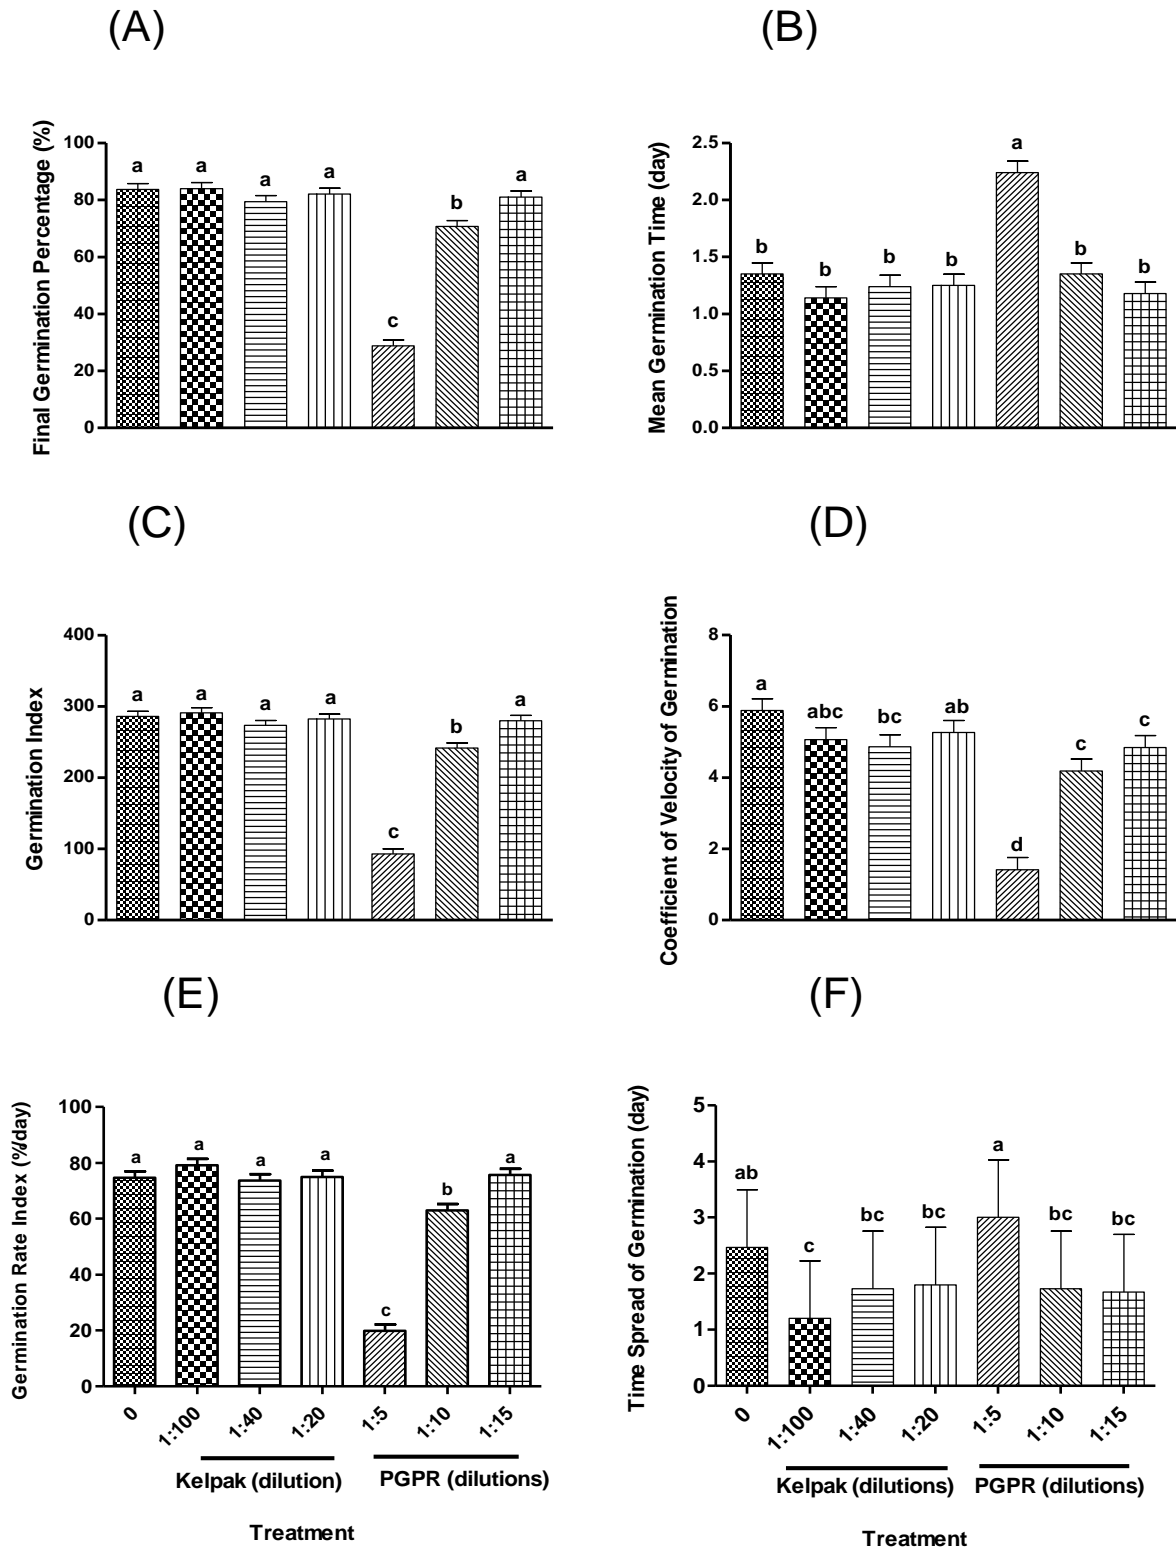 (A)
Final Germination Percentage (%)
100
80
60
40
20
0
a
a
a
a
c
b
a
(B)
Mean Germination Time (day)
2.5
2.0
1.5
1.0
0.5
0.0
b
b
b
b
a
b
b
(C)
Germination Index
400
300
200
100
0
a
a
a
a
c
b
a
(D)
Coefficient of Velocity of Germination
8
6
4
2
0
a
abc
bc
ab
d
c
c
(E)
Germination Rate Index (%/day)
100
80
60
40
20
0
a
a
a
a
c
b
a
0
1:100
1:40
1:20
1:5
1:10
1:15
Kelpak (dilution)
PGPR (dilutions)
Treatment
(F)
Time Spread of Germination (day)
5
4
3
2
1
0
ab
c
bc
bc
a
bc
bc
0
1:100
1:40
1:20
1:5
1:10
1:15
Kelpak (dilutions)
PGPR (dilutions)
Treatment